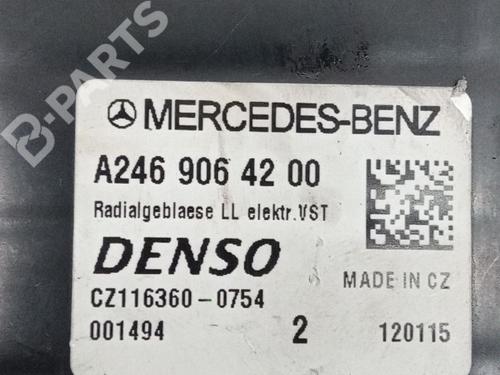 B-PARTS
MERCEDES-BENZ
A246 906 42 00
Radialgeblaese LL elektr.VST
DENSO
MADE IN CZ
CZ116360-0754
001494 2 120115